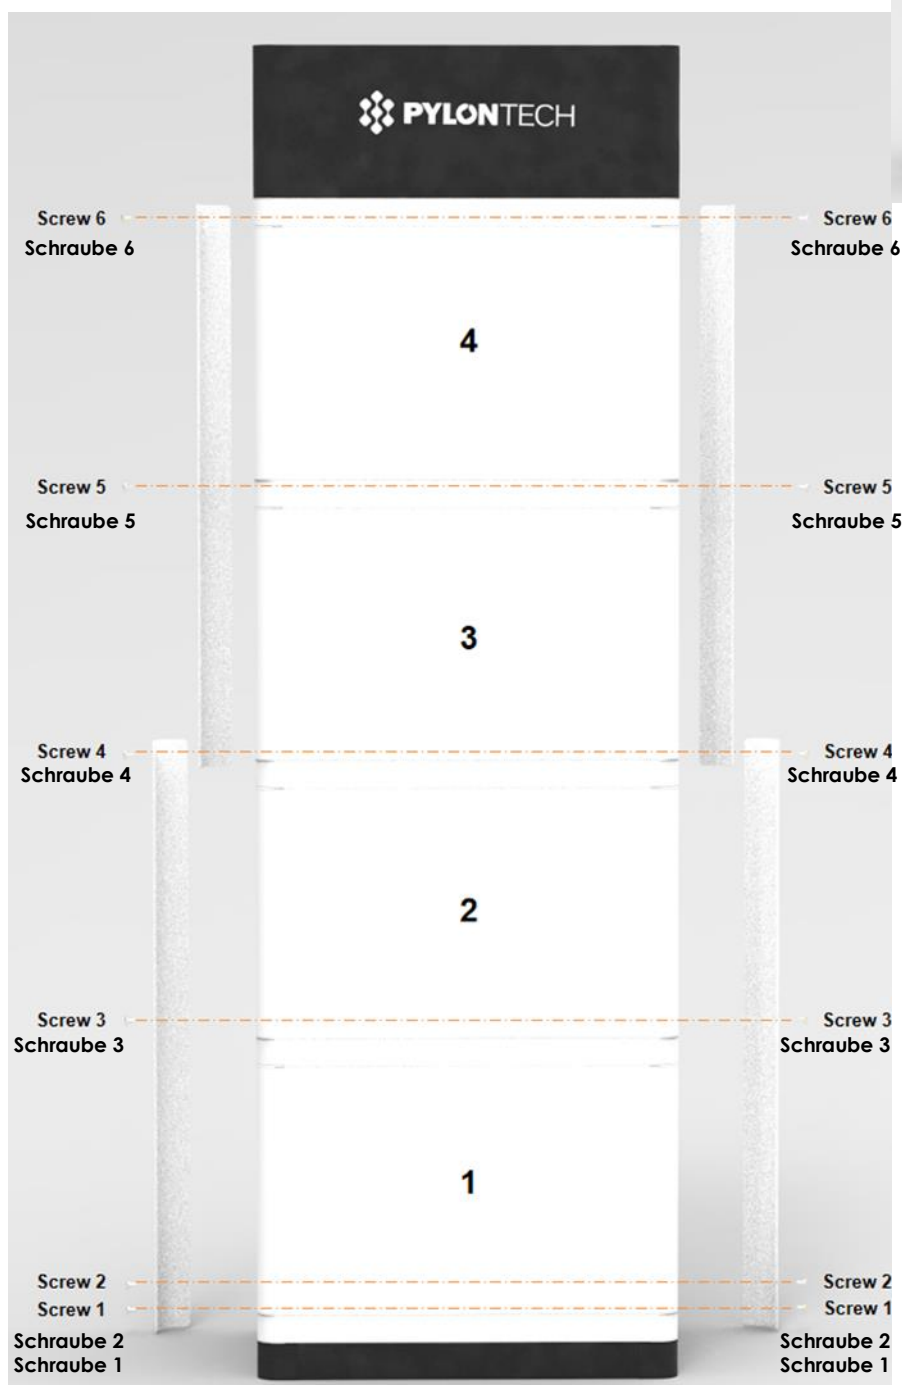 PYLONTECH
Screw 6
Screw 6
Schraube 6
Schraube 6
4
Screw 5
Screw 5
Schraube 5
Schraube 5
3
Screw 4
Screw 4
Schraube 4
Schraube 4
2
Screw 3
Screw 3
Schraube 3
Schraube 3
1
Screw 2
Screw 2
Screw 1
Screw 1
Schraube 2
Schraube 2
Schraube 1
Schraube 1